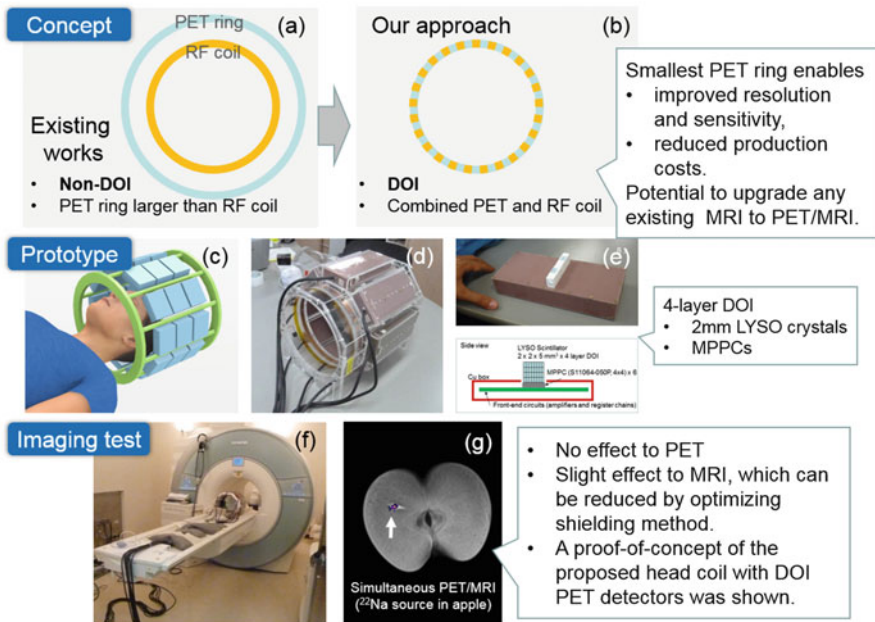 Concept
PET ring
(a)
RF coil
Existing
works
• Non-DOI
• PET ring larger than RF coil
Our approach
(b)
• DOI
• Combined PET and RF coil
Smallest PET ring enables
• improved resolution
and sensitivity,
• reduced production
costs.
Potential to upgrade any
existing MRI to PET/MRI.
Prototype
(c)
(d)
(e)
Side view
LYSO Scintillator
2 x 2 x 5 mm³ x 4 layer DOI
Cu box
MPPC (S11064-050P, 4x4) x 6
Front-end circuits (amplifiers and register chains)
4-layer DOI
• 2mm LYSO crystals
• MPPCs
Imaging test
(f)
(g)
Simultaneous PET/MRI
(²²Na source in apple)
• No effect to PET
• Slight effect to MRI, which can
be reduced by optimizing
shielding method.
• A proof-of-concept of the
proposed head coil with DOI
PET detectors was shown.